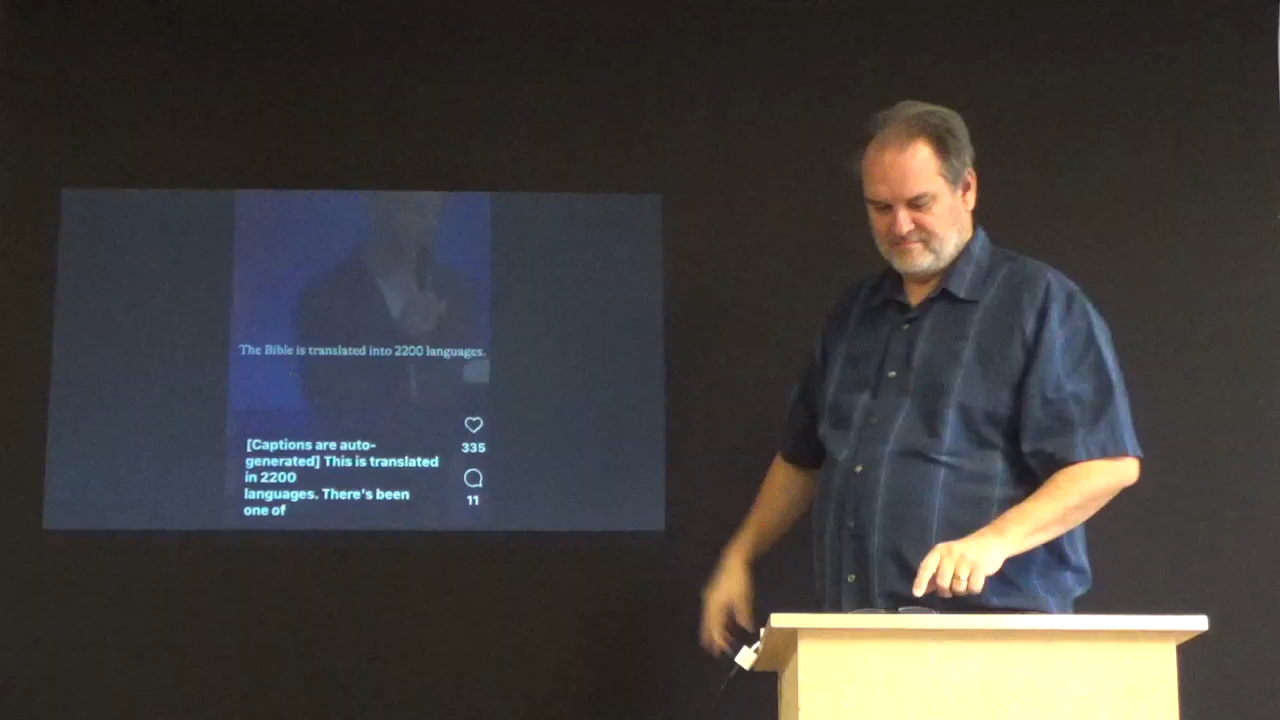 The Bible is translated into 2200 languages.
335
[Captions are auto-
generated] This is translated
in 2200
languages. There's been
one of
11